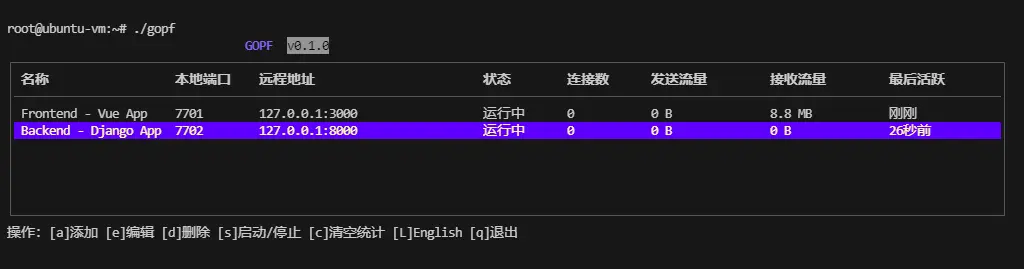 root@ubuntu-vm:~# ./gopf
GOPF v0.1.0
名称 本地端口 远程地址 状态 连接数 发送流量 接收流量 最后活跃
Frontend - Vue App 7701 127.0.0.1:3000 运行中 0 0 B 8.8 MB 刚刚
Backend - Django App 7702 127.0.0.1:8000 运行中 0 0 B 0 B 26秒前
操作: [a]添加 [e]编辑 [d]删除 [s]启动/停止 [c]清空统计 [L]English [q]退出